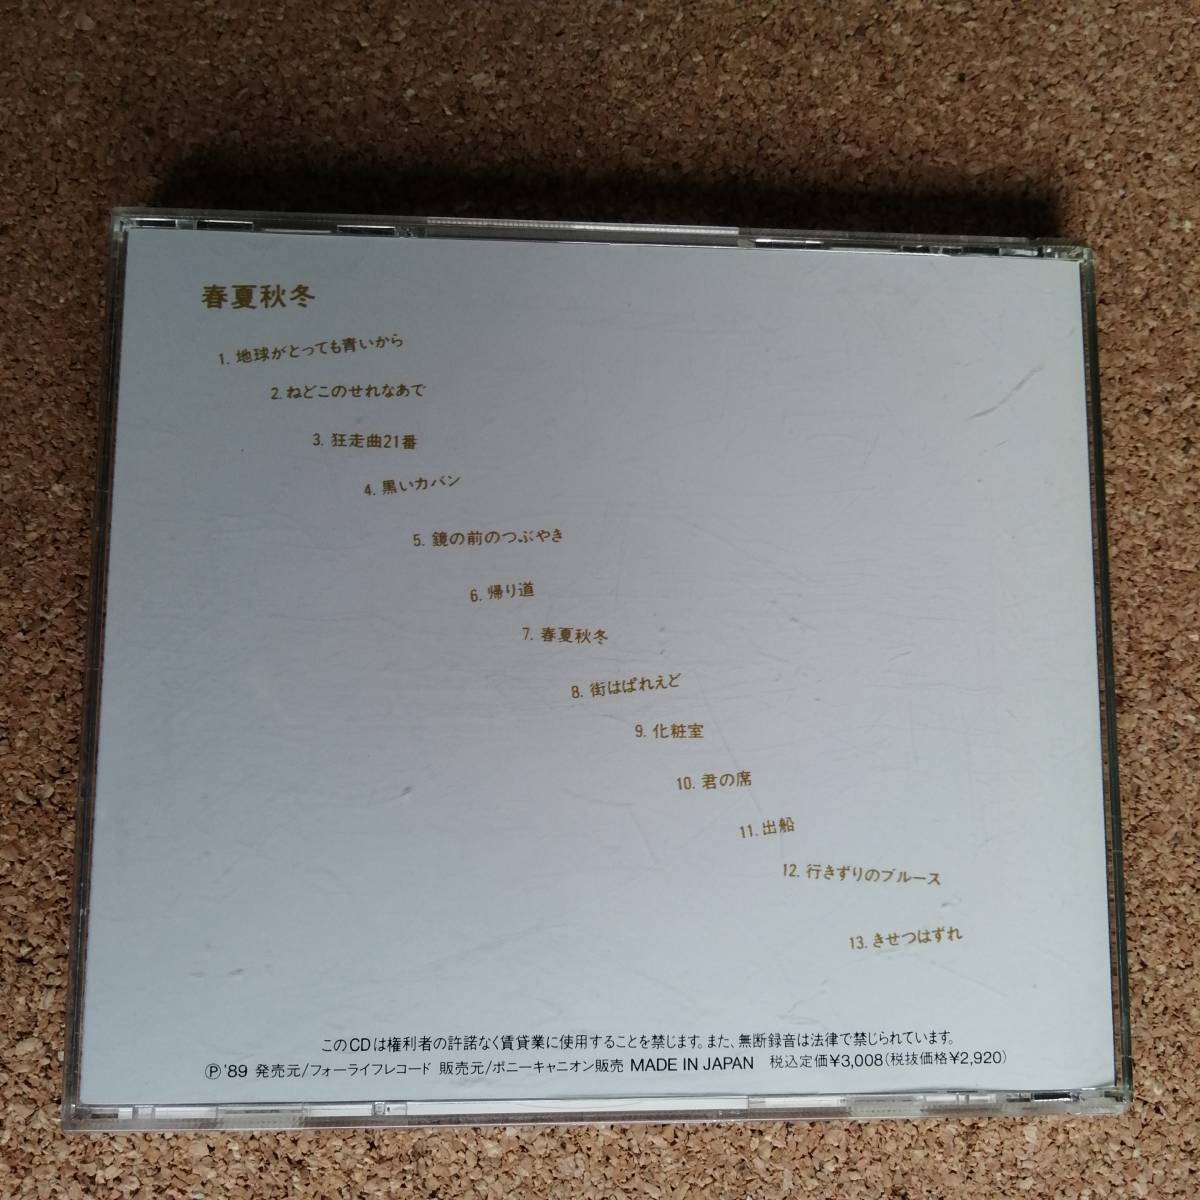 春夏秋冬
1. 地球がとっても青いから
2. ねどこのせれなあで
3. 狂走曲21番
4. 黒いカバン
5. 鏡の前のつぶやき
6. 帰り道
7. 春夏秋冬
8. 街はぱれえど
9. 化粧室
10. 君の席
11. 出船
12. 行きずりのブルース
13. きせつはずれ
このCDは権利者の許諾なく賃貸業に使用することを禁じます。また、無断録音は法律で禁じられています。
Ⓟ'89 発売元/フォーライフレコード 販売元/ポニーキャニオン販売 MADE IN JAPAN 税込定価¥3,008(税抜価格¥2,920)